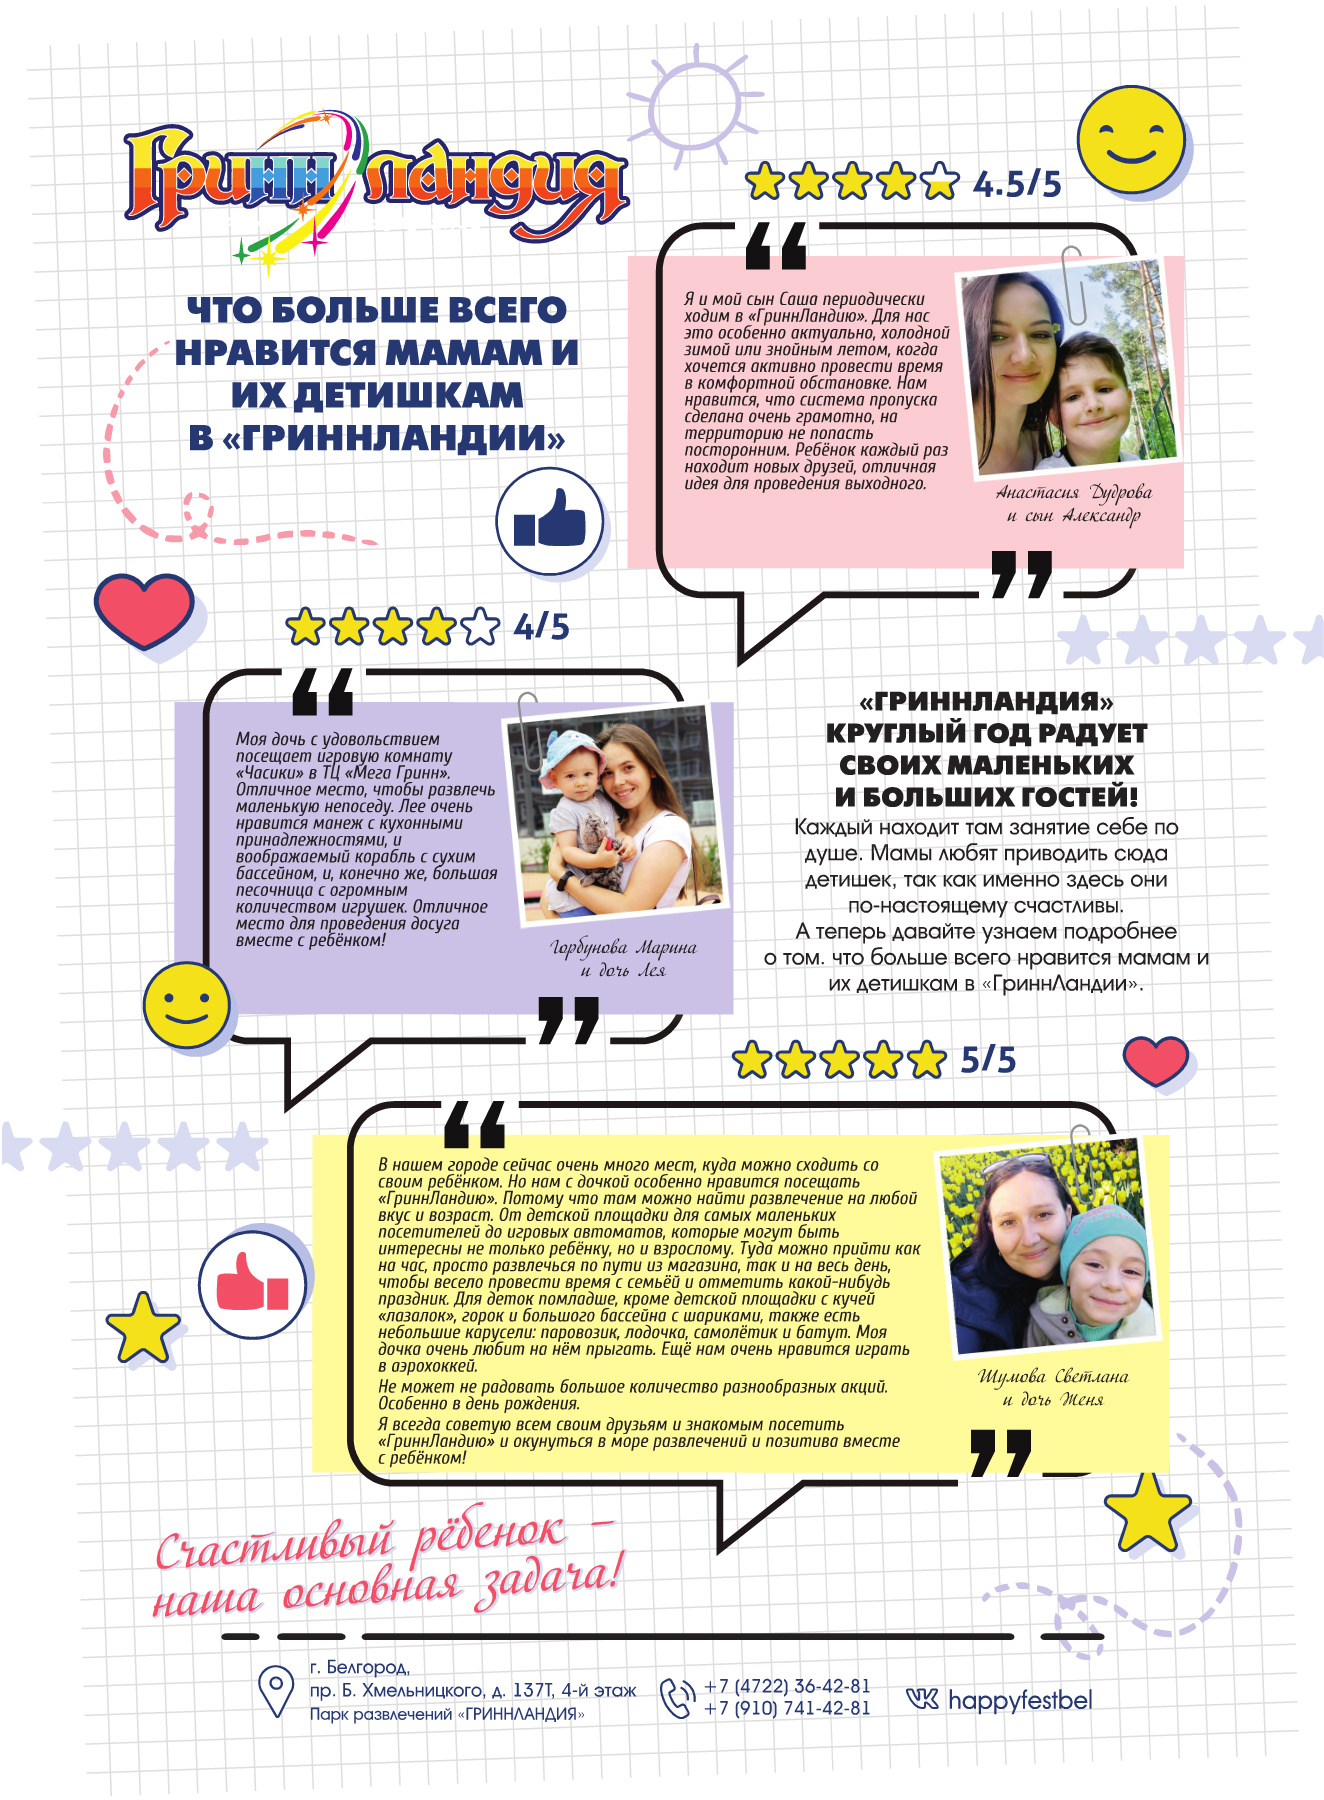 Гринн ландия
ЧТО БОЛЬШЕ ВСЕГО
НРАВИТСЯ МАМАМ И
ИХ ДЕТИШКАМ
В «ГРИННЛАНДИИ»
4.5/5
Я и мой сын Саша периодически
ходим в «ГриннЛандию». Для нас
это особенно актуально, холодной
зимой или знойным летом, когда
хочется активно провести время
в комфортной обстановке. Нам
нравится, что система пропуска
сделана очень грамотно, на
территорию не попасть
посторонним. Ребёнок каждый раз
находит новых друзей, отличная
идея для проведения выходного.
Анастасия Дудрова
и сын Александр
4/5
Моя дочь с удовольствием
посещает игровую комнату
«Часики» в ТЦ «Мега Гринн».
Отличное место, чтобы развлечь
маленькую непоседу. Лее очень
нравится манеж с кухонными
принадлежностями, и
воображаемый корабль с сухим
бассейном, и, конечно же, большая
песочница с огромным
количеством игрушек. Отличное
место для проведения досуга
вместе с ребёнком!
Горбунова Марина
и дочь Лея
«ГРИННЛАНДИЯ»
КРУГЛЫЙ ГОД РАДУЕТ
СВОИХ МАЛЕНЬКИХ
И БОЛЬШИХ ГОСТЕЙ!
Каждый находит там занятие себе по
душе. Мамы любят приводить сюда
детишек, так как именно здесь они
по-настоящему счастливы.
А теперь давайте узнаем подробнее
о том. что больше всего нравится мамам и
их детишкам в «ГриннЛандии».
5/5
В нашем городе сейчас очень много мест, куда можно сходить со
своим ребёнком. Но нам с дочкой особенно нравится посещать
«ГриннЛандию». Потому что там можно найти развлечение на любой
вкус и возраст. От детской площадки для самых маленьких
посетителей до игровых автоматов, которые могут быть
интересны не только ребёнку, но и взрослому. Туда можно прийти как
на час, просто развлечься по пути из магазина, так и на весь день,
чтобы весело провести время с семьёй и отметить какой-нибудь
праздник. Для деток помладше, кроме детской площадки с кучей
«лазалок», горок и большого бассейна с шариками, также есть
небольшие карусели: паровозик, лодочка, самолётик и батут. Моя
дочка очень любит на нём прыгать. Ещё нам очень нравится играть
в аэрохоккей.
Не может не радовать большое количество разнообразных акций.
Особенно в день рождения.
Я всегда советую всем своим друзьям и знакомым посетить
«ГриннЛандию» и окунуться в море развлечений и позитива вместе
с ребёнком!
Шумова Светлана
и дочь Женя
Счастливый рёбенок –
наша основная задача!
г. Белгород,
пр. Б. Хмельницкого, д. 137Т, 4-й этаж
Парк развлечений «ГРИННЛАНДИЯ»
+7 (4722) 36-42-81
+7 (910) 741-42-81
happyfestbel